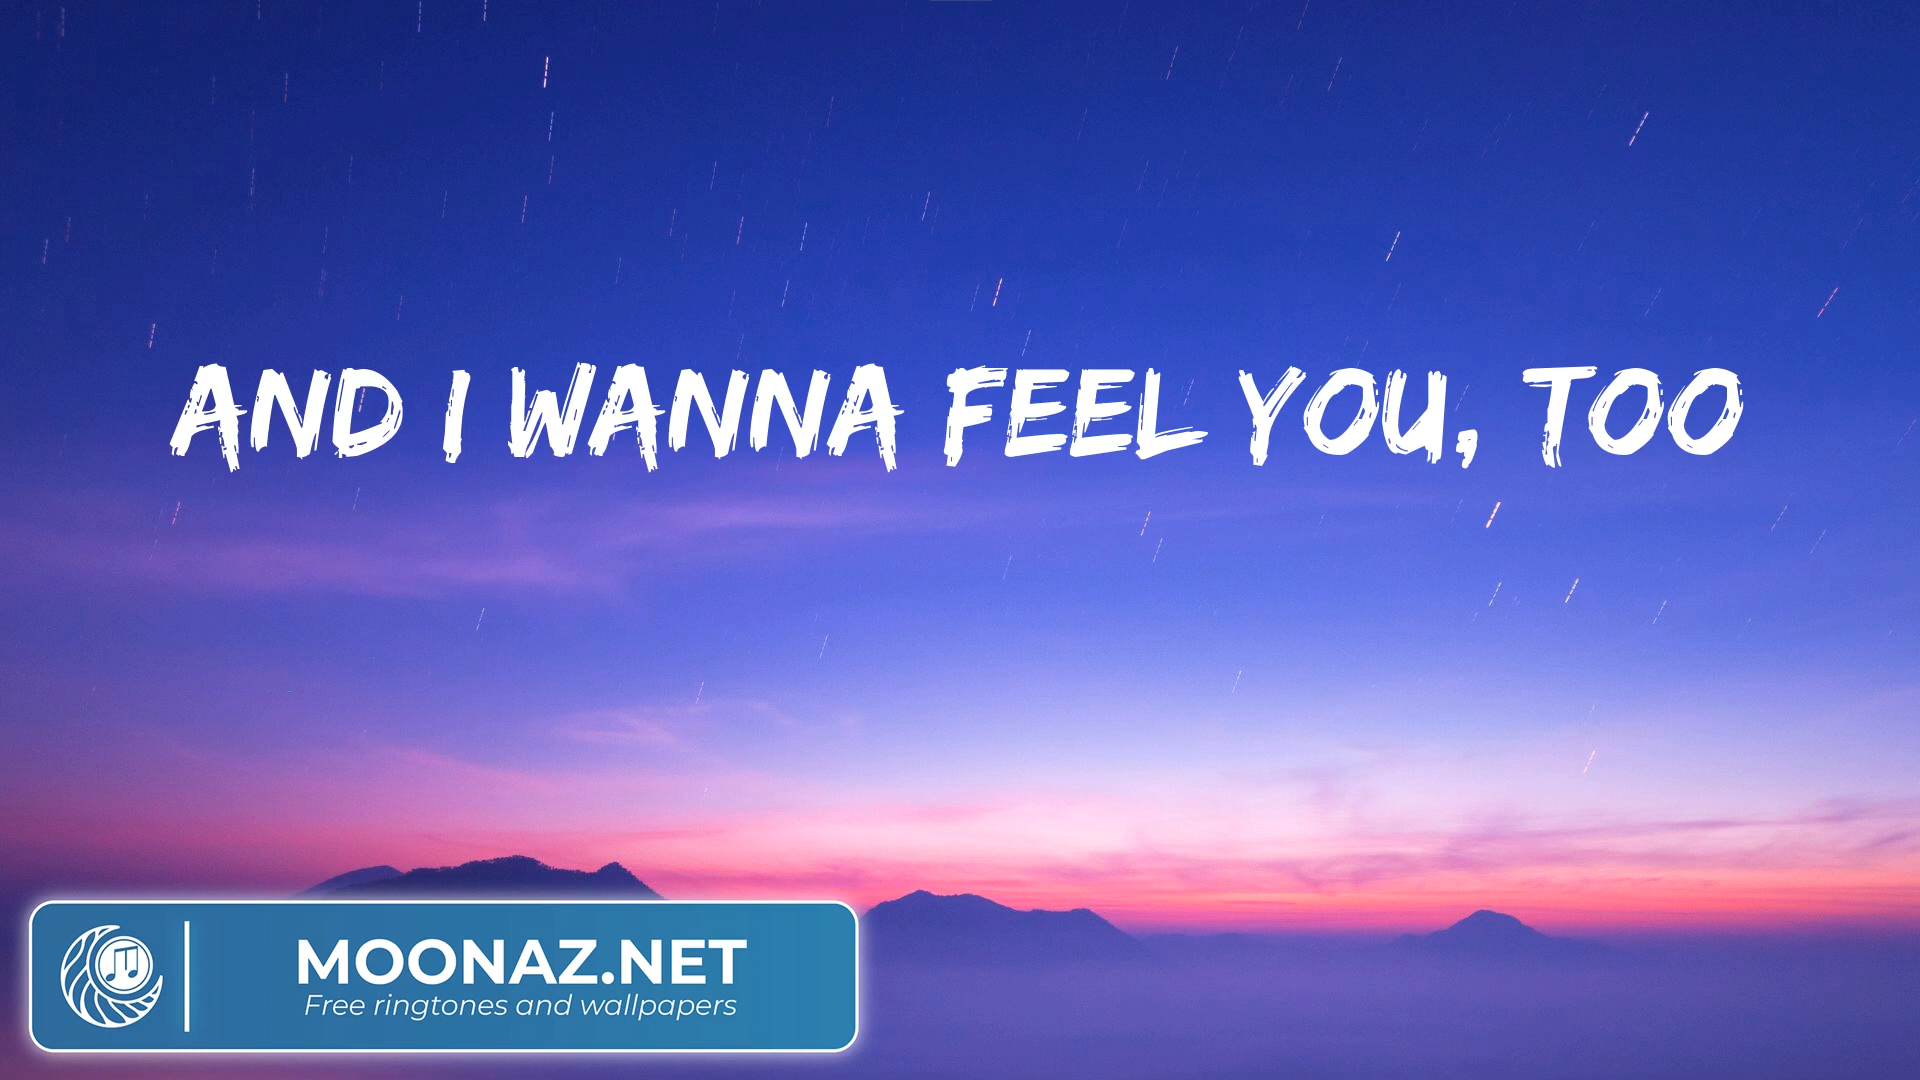 AND I WANNA FEEL YOU, TOO
MOONAZ.NET
Free ringtones and wallpapers